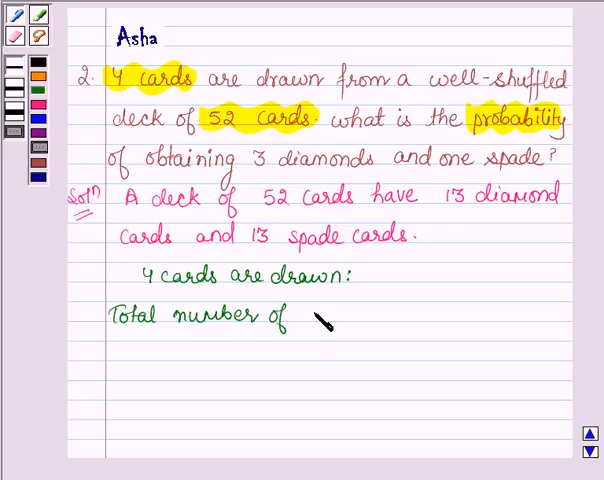 Asha
2. 4 cards are drawn from a well-shuffled
deck of 52 cards. what is the probability
of obtaining 3 diamonds and one spade?
Solⁿ A deck of 52 cards have 13 diamond
cards and 13 spade cards.
4 cards are drawn:
Total number of